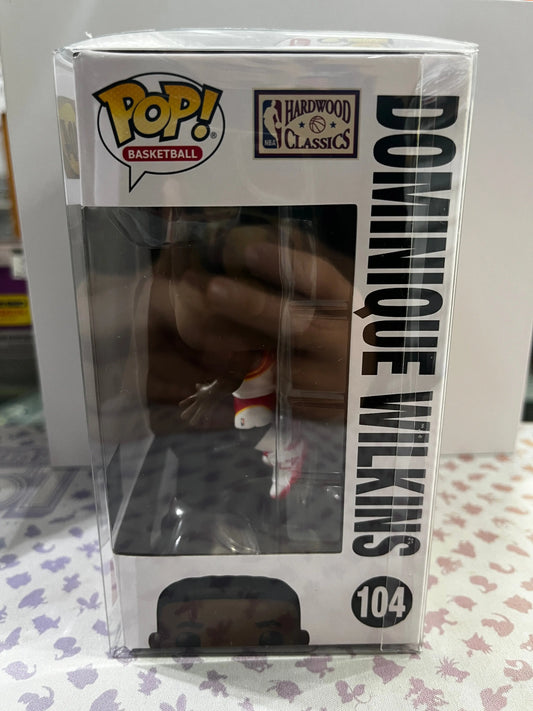 POP!
BASKETBALL
®
NBA
HARDWOOD
CLASSICS
DOMINIQUE WILKINS
104